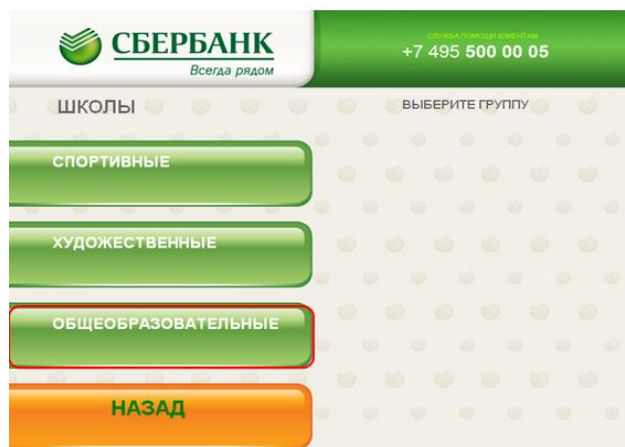 СБЕРБАНК
Всегда рядом
СЛУЖБА ПОМОЩИ КЛИЕНТАМ
+7 495 500 00 05
ШКОЛЫ
ВЫБЕРИТЕ ГРУППУ
СПОРТИВНЫЕ
ХУДОЖЕСТВЕННЫЕ
ОБЩЕОБРАЗОВАТЕЛЬНЫЕ
НАЗАД